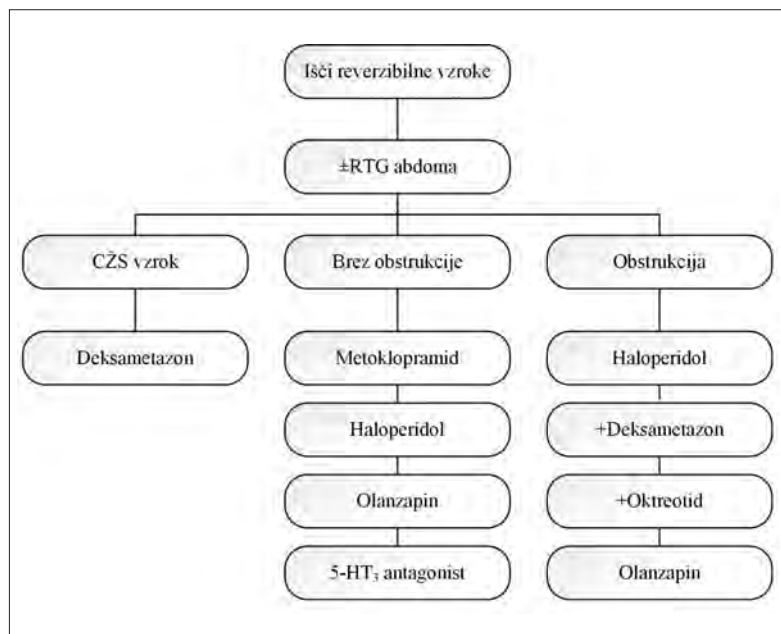 Išči reverzibilne vzroke
±RTG abdoma
CŽS vzrok
Brez obstrukcije
Obstrukcija
Deksametazon
Metoklopramid
Haloperidol
Haloperidol
+Deksametazon
Olanzapin
+Oktreotid
5-HT₃ antagonist
Olanzapin